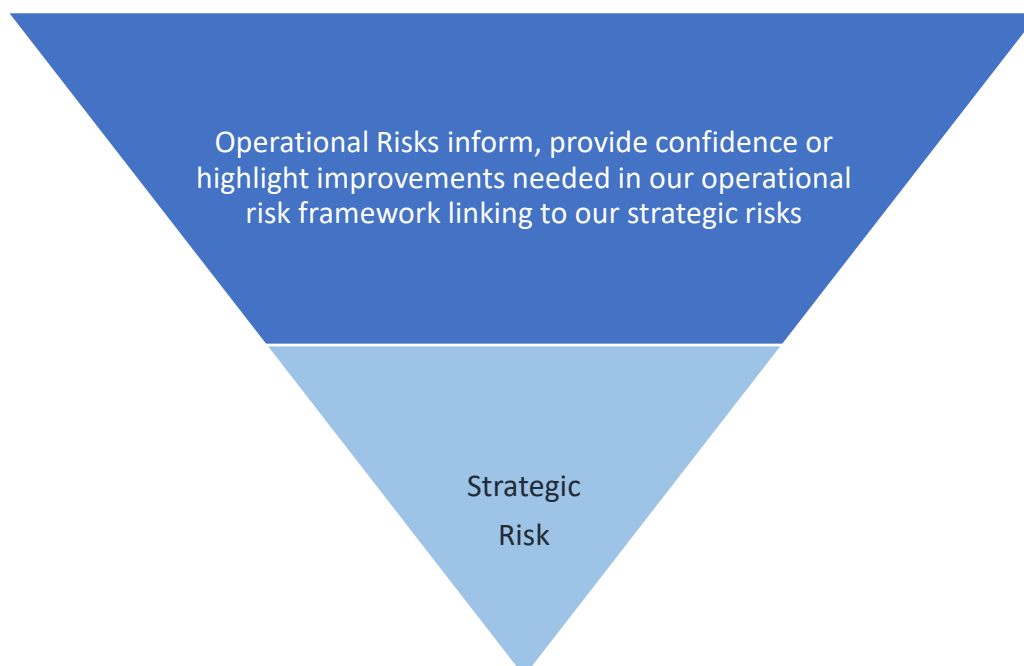 Operational Risks inform, provide confidence or
highlight improvements needed in our operational
risk framework linking to our strategic risks
Strategic
Risk